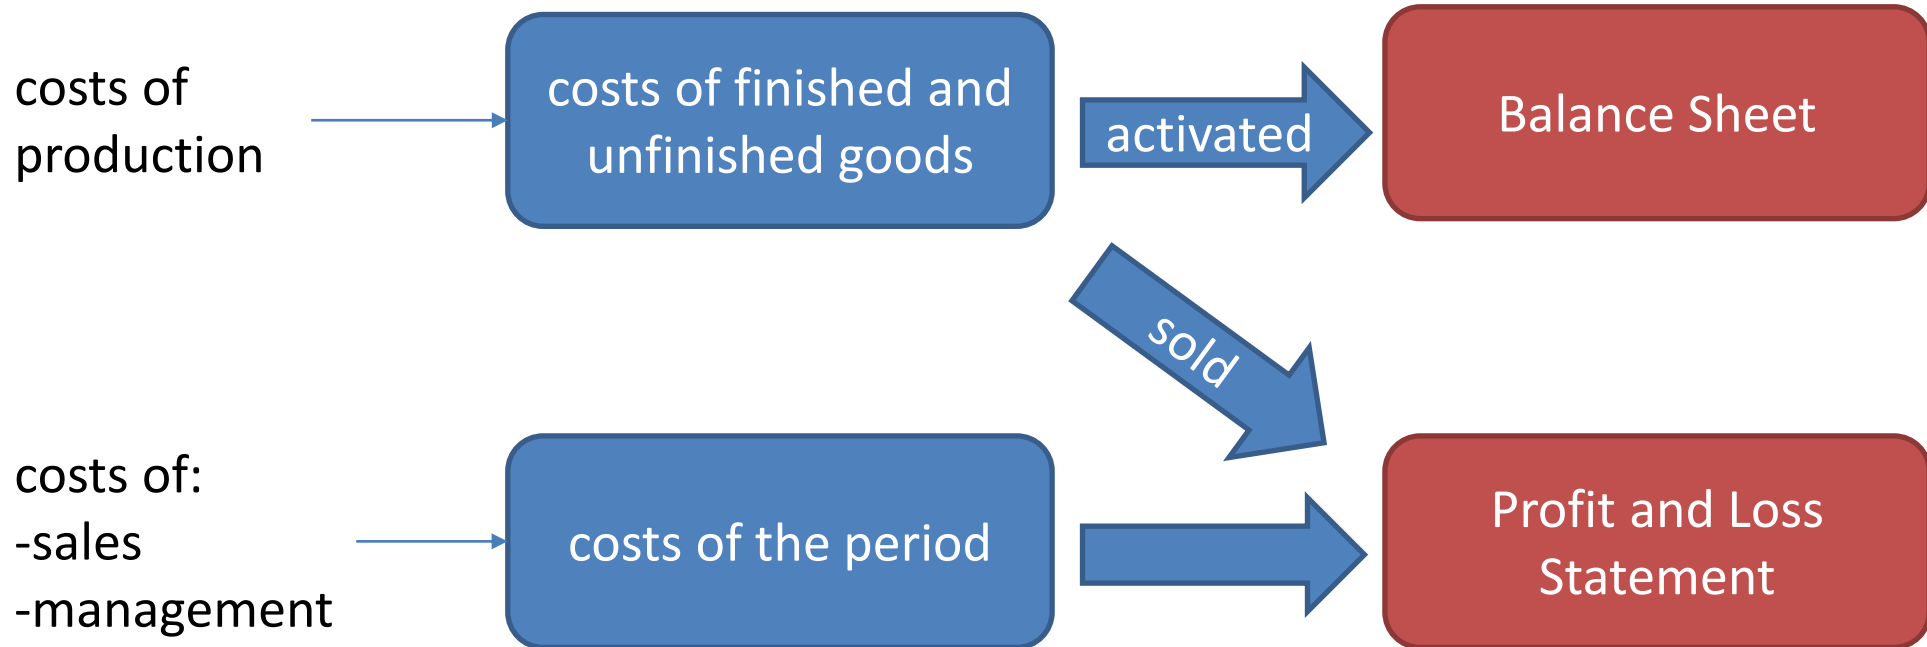 costs of
production
costs of finished and
unfinished goods
activated
Balance Sheet
sold
costs of:
-sales
-management
costs of the period
Profit and Loss
Statement